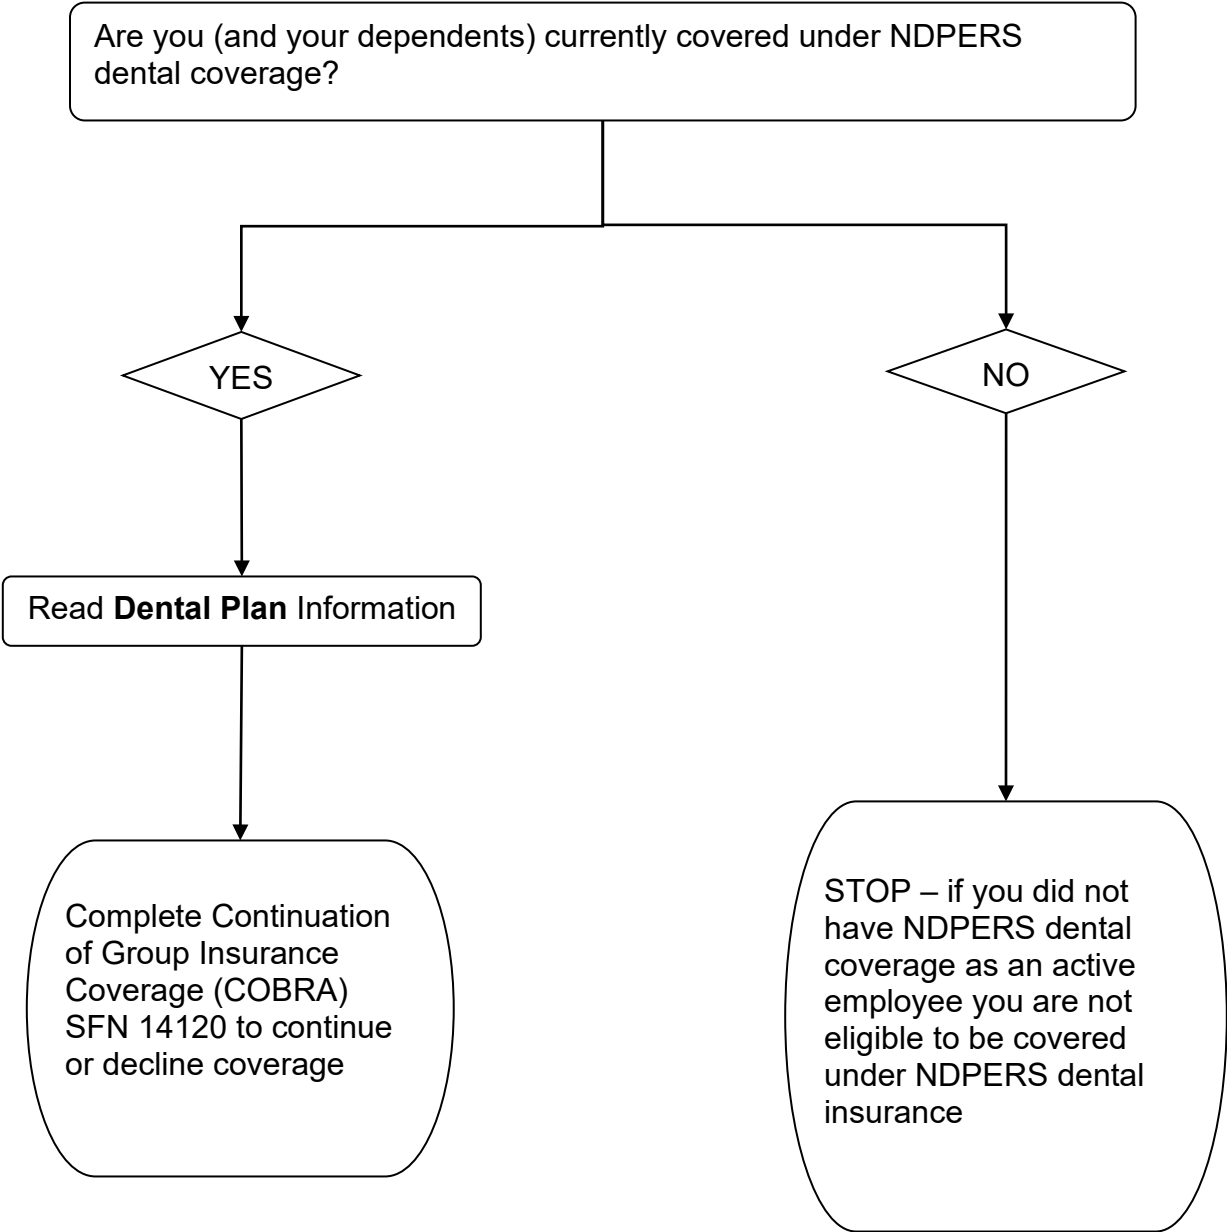 Are you (and your dependents) currently covered under NDPERS
dental coverage?
YES
NO
Read Dental Plan Information
Complete Continuation
of Group Insurance
Coverage (COBRA)
SFN 14120 to continue
or decline coverage
STOP – if you did not
have NDPERS dental
coverage as an active
employee you are not
eligible to be covered
under NDPERS dental
insurance